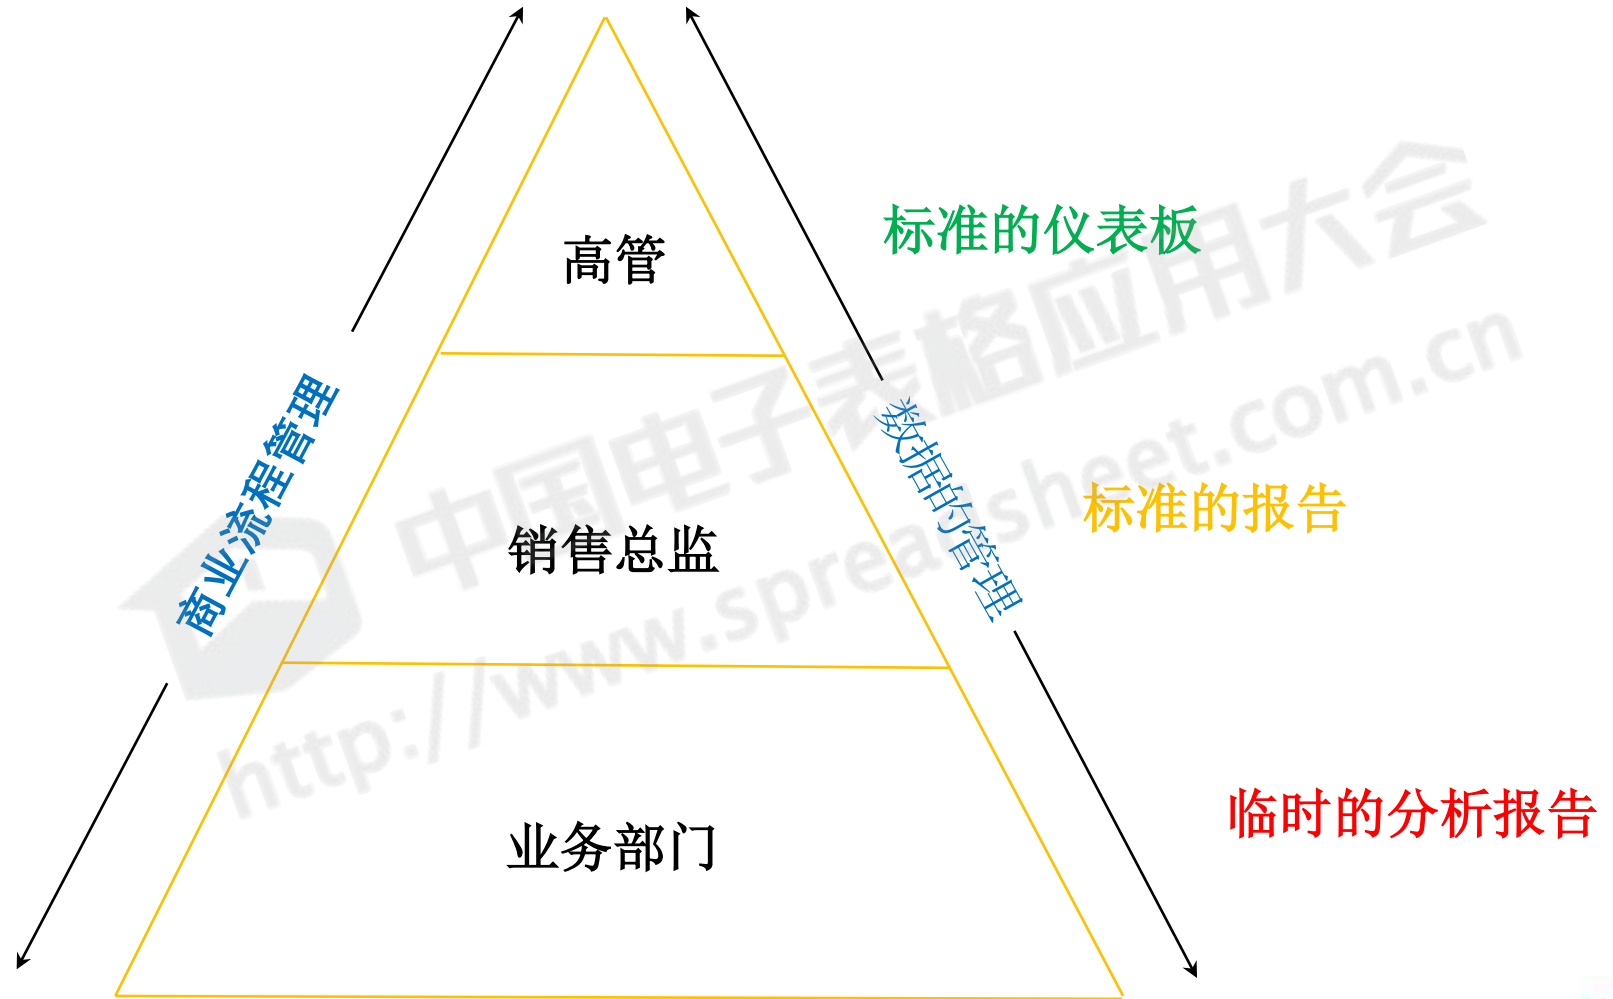 高管
标准的仪表板
商业流程管理
数据的管理
销售总监
标准的报告
业务部门
临时的分析报告
中国电子表格应用大会
http://www.spreadsheet.com.cn